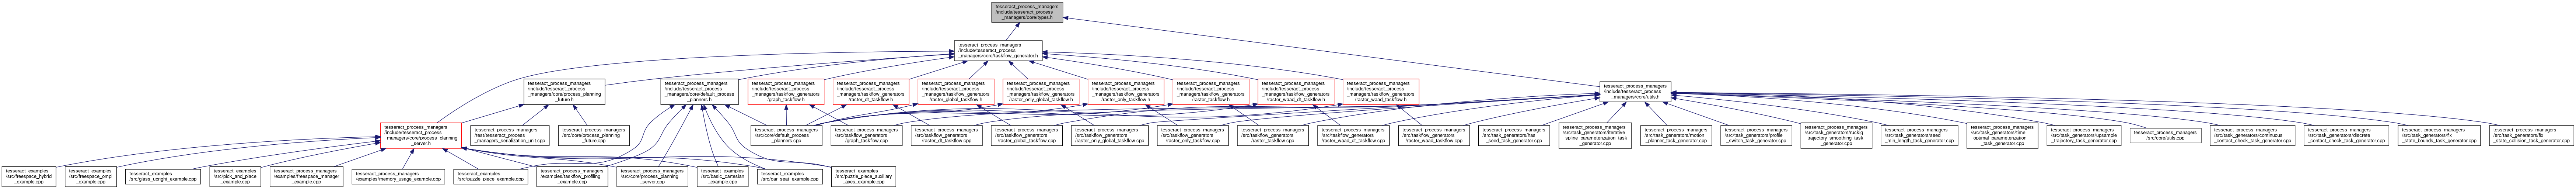 tesseract_process_managers
/include/tesseract_process
_managers/core/types.h
tesseract_process_managers
/include/tesseract_process
_managers/core/taskflow_generator.h
tesseract_process_managers
/include/tesseract_process
_managers/core/process_planning
_future.h
tesseract_process_managers
/include/tesseract_process
_managers/core/default_process
_planners.h
tesseract_process_managers
/include/tesseract_process
_managers/taskflow_generators
/graph_taskflow.h
tesseract_process_managers
/include/tesseract_process
_managers/taskflow_generators
/raster_dt_taskflow.h
tesseract_process_managers
/include/tesseract_process
_managers/taskflow_generators
/raster_global_taskflow.h
tesseract_process_managers
/include/tesseract_process
_managers/taskflow_generators
/raster_only_global_taskflow.h
tesseract_process_managers
/include/tesseract_process
_managers/taskflow_generators
/raster_only_taskflow.h
tesseract_process_managers
/include/tesseract_process
_managers/taskflow_generators
/raster_taskflow.h
tesseract_process_managers
/include/tesseract_process
_managers/taskflow_generators
/raster_waad_dt_taskflow.h
tesseract_process_managers
/include/tesseract_process
_managers/taskflow_generators
/raster_waad_taskflow.h
tesseract_process_managers
/include/tesseract_process
_managers/core/utils.h
tesseract_process_managers
/include/tesseract_process
_managers/core/process_planning
_server.h
tesseract_process_managers
/test/tesseract_process
_managers_serialization_unit.cpp
tesseract_process_managers
/src/core/process_planning
_future.cpp
tesseract_process_managers
/src/core/default_process
_planners.cpp
tesseract_process_managers
/src/taskflow_generators
/graph_taskflow.cpp
tesseract_process_managers
/src/taskflow_generators
/raster_dt_taskflow.cpp
tesseract_process_managers
/src/taskflow_generators
/raster_global_taskflow.cpp
tesseract_process_managers
/src/taskflow_generators
/raster_only_global_taskflow.cpp
tesseract_process_managers
/src/taskflow_generators
/raster_only_taskflow.cpp
tesseract_process_managers
/src/taskflow_generators
/raster_taskflow.cpp
tesseract_process_managers
/src/taskflow_generators
/raster_waad_dt_taskflow.cpp
tesseract_process_managers
/src/taskflow_generators
/raster_waad_taskflow.cpp
tesseract_process_managers
/src/task_generators/has
_seed_task_generator.cpp
tesseract_process_managers
/src/task_generators/iterative
_spline_parameterization_task
_generator.cpp
tesseract_process_managers
/src/task_generators/motion
_planner_task_generator.cpp
tesseract_process_managers
/src/task_generators/profile
_switch_task_generator.cpp
tesseract_process_managers
/src/task_generators/ruckig
_trajectory_smoothing_task
_generator.cpp
tesseract_process_managers
/src/task_generators/seed
_min_length_task_generator.cpp
tesseract_process_managers
/src/task_generators/time
_optimal_parameterization
_task_generator.cpp
tesseract_process_managers
/src/task_generators/upsample
_trajectory_task_generator.cpp
tesseract_process_managers
/src/core/utils.cpp
tesseract_process_managers
/src/task_generators/continuous
_contact_check_task_generator.cpp
tesseract_process_managers
/src/task_generators/discrete
_contact_check_task_generator.cpp
tesseract_process_managers
/src/task_generators/fix
_state_bounds_task_generator.cpp
tesseract_process_managers
/src/task_generators/fix
_state_collision_task_generator.cpp
tesseract_examples
/src/freespace_hybrid
_example.cpp
tesseract_examples
/src/freespace_ompl
_example.cpp
tesseract_examples
/src/glass_upright_example.cpp
tesseract_examples
/src/pick_and_place
_example.cpp
tesseract_process_managers
/examples/freespace_manager
_example.cpp
tesseract_process_managers
/examples/memory_usage_example.cpp
tesseract_examples
/src/puzzle_piece_example.cpp
tesseract_process_managers
/examples/taskflow_profiling
_example.cpp
tesseract_process_managers
/src/core/process_planning
_server.cpp
tesseract_examples
/src/basic_cartesian
_example.cpp
tesseract_examples
/src/car_seat_example.cpp
tesseract_examples
/src/puzzle_piece_auxillary
_axes_example.cpp